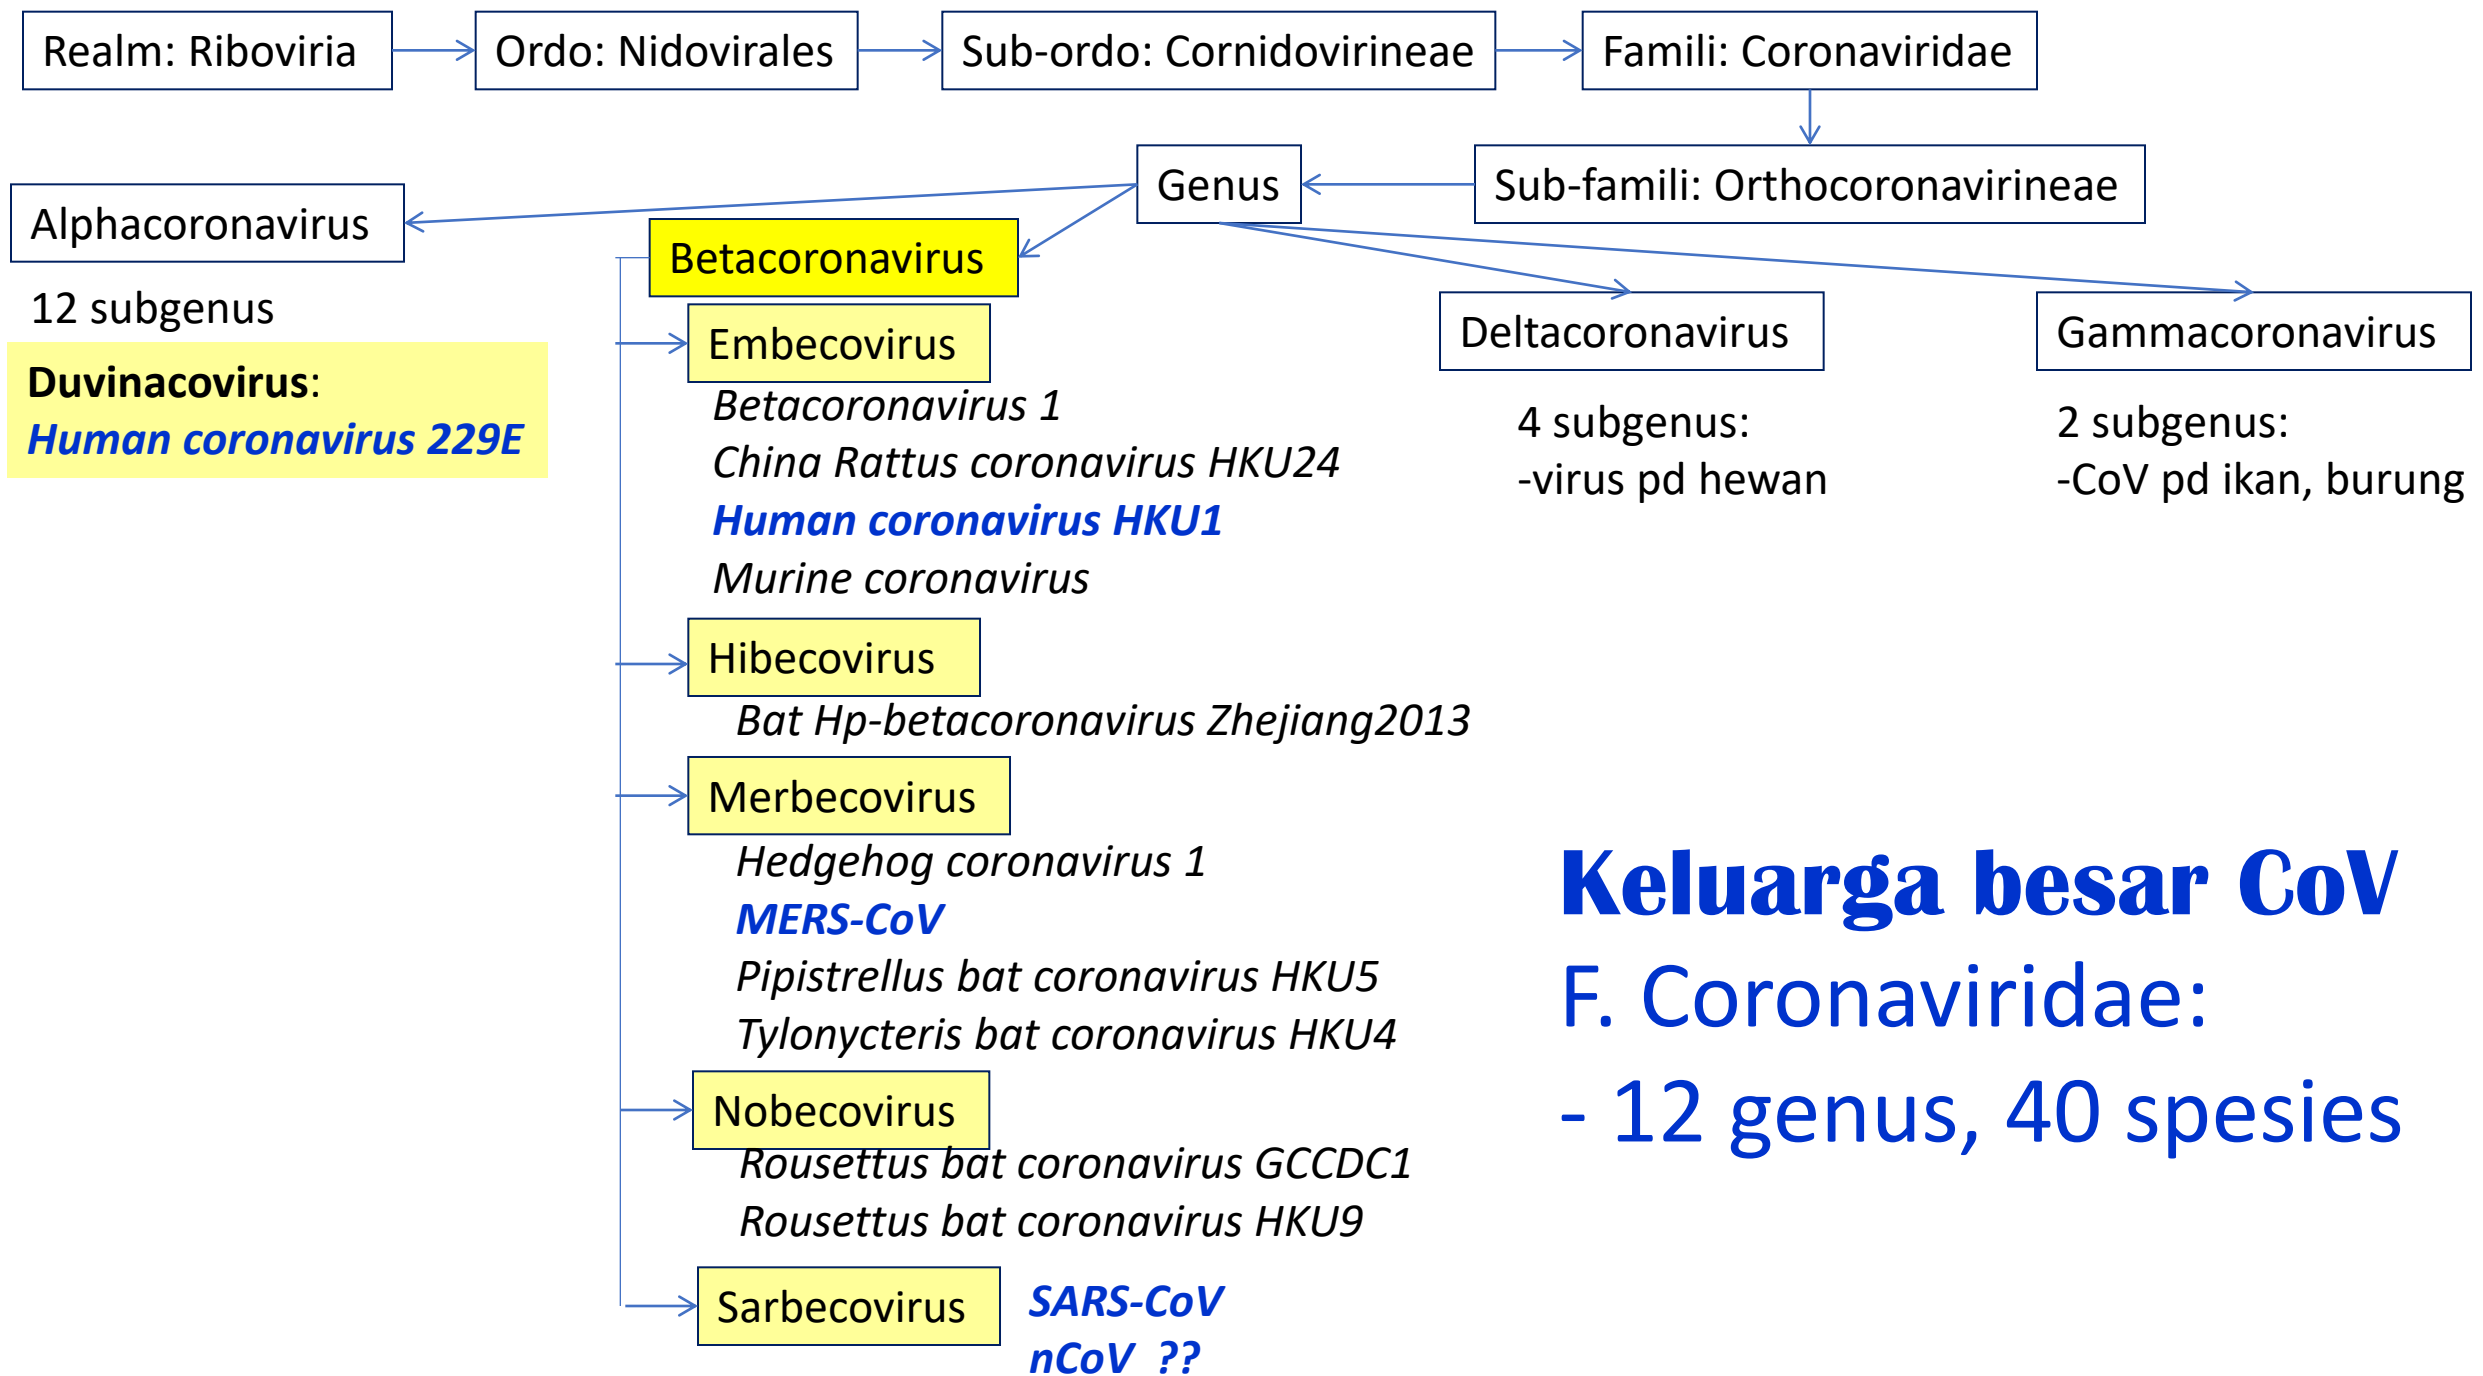 Realm: Riboviria
Ordo: Nidovirales
Sub-ordo: Cornidovirineae
Famili: Coronaviridae
Sub-famili: Orthocoronavirineae
Genus
Alphacoronavirus
12 subgenus
Duvinacovirus:
Human coronavirus 229E
Betacoronavirus
Embecovirus
Betacoronavirus 1
China Rattus coronavirus HKU24
Human coronavirus HKU1
Murine coronavirus
Hibecovirus
Bat Hp-betacoronavirus Zhejiang2013
Merbecovirus
Hedgehog coronavirus 1
MERS-CoV
Pipistrellus bat coronavirus HKU5
Tylonycteris bat coronavirus HKU4
Nobecovirus
Rousettus bat coronavirus GCCDC1
Rousettus bat coronavirus HKU9
Sarbecovirus
SARS-CoV
nCoV ??
Deltacoronavirus
4 subgenus:
-virus pd hewan
Gammacoronavirus
2 subgenus:
-CoV pd ikan, burung
Keluarga besar CoV
F. Coronaviridae:
- 12 genus, 40 spesies